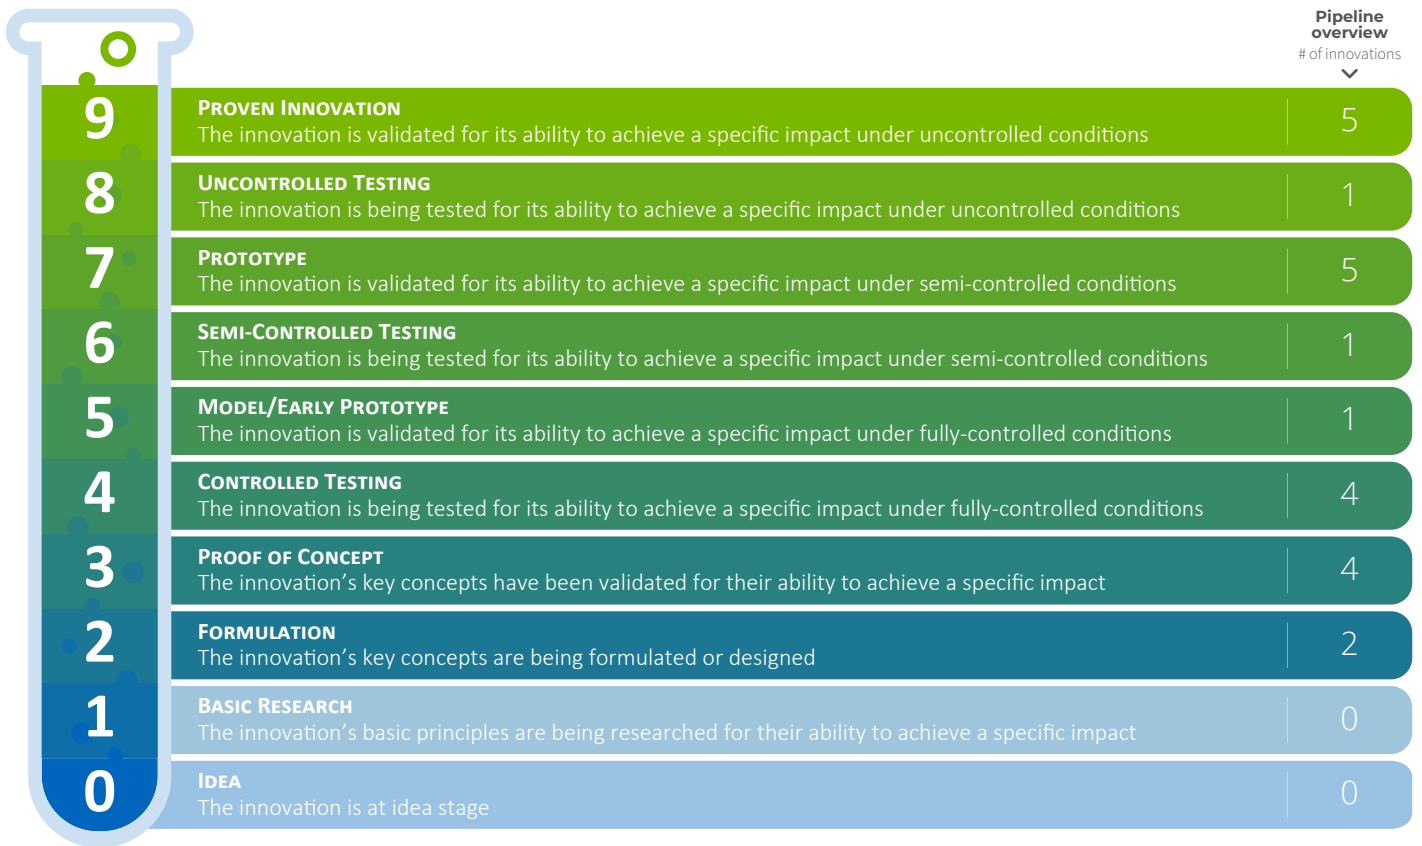 Pipeline
overview
# of innovations
9
PROVEN INNOVATION
The innovation is validated for its ability to achieve a specific impact under uncontrolled conditions
5
8
UNCONTROLLED TESTING
The innovation is being tested for its ability to achieve a specific impact under uncontrolled conditions
1
7
PROTOTYPE
The innovation is validated for its ability to achieve a specific impact under semi-controlled conditions
5
6
SEMI-CONTROLLED TESTING
The innovation is being tested for its ability to achieve a specific impact under semi-controlled conditions
1
5
MODEL/EARLY PROTOTYPE
The innovation is validated for its ability to achieve a specific impact under fully-controlled conditions
1
4
CONTROLLED TESTING
The innovation is being tested for its ability to achieve a specific impact under fully-controlled conditions
4
3
PROOF OF CONCEPT
The innovation's key concepts have been validated for their ability to achieve a specific impact
4
2
FORMULATION
The innovation's key concepts are being formulated or designed
2
1
BASIC RESEARCH
The innovation's basic principles are being researched for their ability to achieve a specific impact
0
0
IDEA
The innovation is at idea stage
0